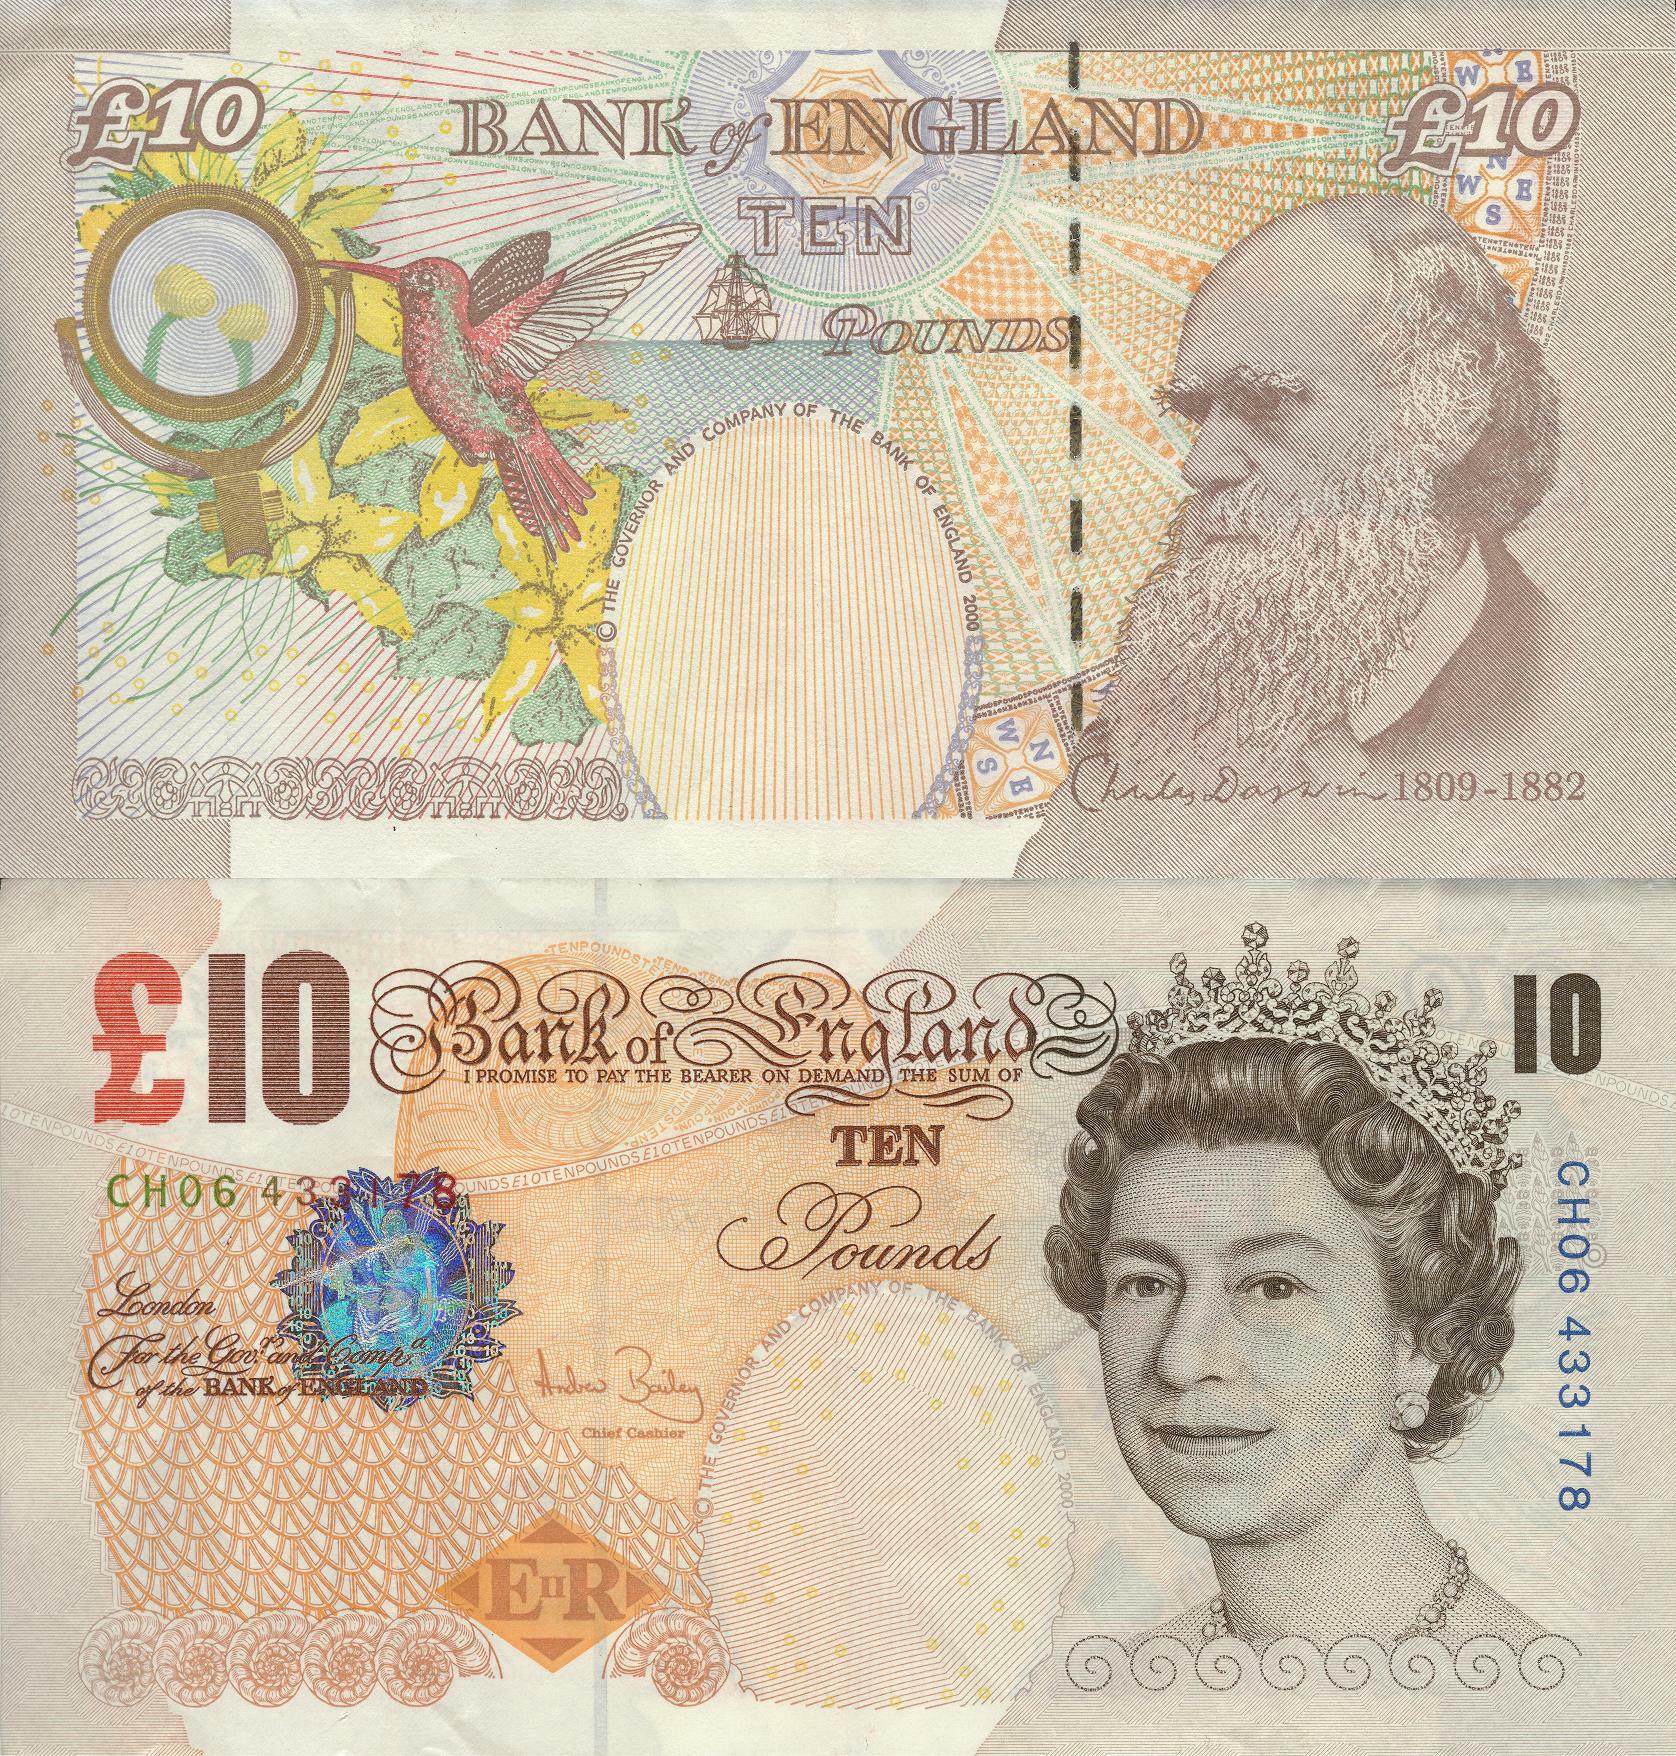 £10
BANK of ENGLAND
£10
TEN
POUNDS
© THE GOVERNOR AND COMPANY OF THE BANK OF ENGLAND 2000
W E
N
W E
S
W N
S E
Charles Darwin 1809-1882
£10
Bank of England
10
I PROMISE TO PAY THE BEARER ON DEMAND THE SUM OF
TEN
Pounds
£10TENPOUNDS£10TENPOUNDS£10TENPOUNDS
CH06 433178
CH06 433178
London
For the Govr. and Compa.
of the BANK of ENGLAND
Andrew Bailey
Chief Cashier
© THE GOVERNOR AND COMPANY OF THE BANK OF ENGLAND 2000
EIIR